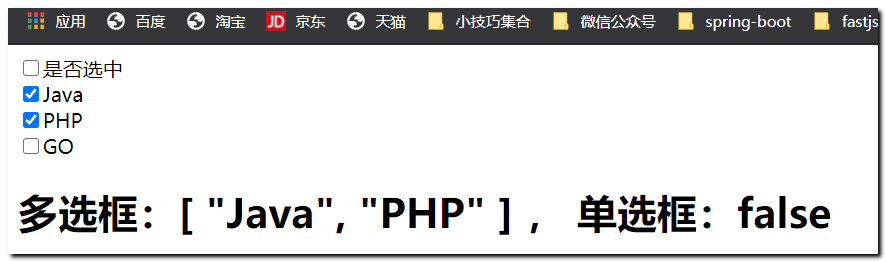 应用 百度 淘宝 JD 京东 天猫 小技巧集合 微信公众号 spring-boot fastjs
是否选中
Java
PHP
GO
多选框：[ "Java", "PHP" ] ， 单选框：false